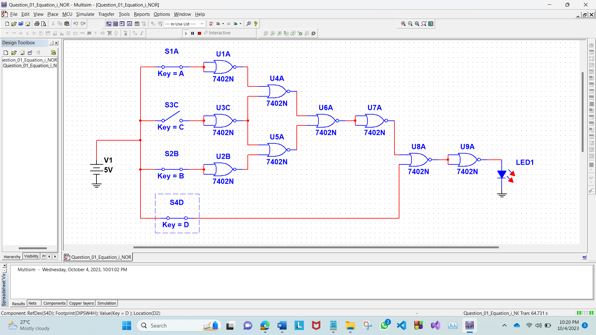 Question_01_Equation_i_NOR - Multisim - [Question_01_Equation_i_NOR]
File Edit View Place MCU Simulate Transfer Tools Reports Options Window Help
In-Use List
Interactive
Design Toolbox
Question_01_Equation_i_NOR
S1A
Key = A
U1A
7402N
U4A
7402N
S3C
Key = C
U3C
7402N
U6A
7402N
U7A
7402N
U5A
7402N
S2B
Key = B
U2B
7402N
U8A
7402N
U9A
7402N
LED1
V1
5V
S4D
Key = D
Hierarchy Visibility
Question_01_Equation_i_NOR
Multisim - Wednesday, October 4, 2023, 10:01:02 PM
Results Nets Components Copper layers Simulation
Component: RefDes(S4D); Footprint(DIPSW4H); Value(Key = D); Location(D2)
Question_01_Equation_i_NC Tran: 64.731 s
27°C
Mostly cloudy
Search
10:20 PM
10/4/2023